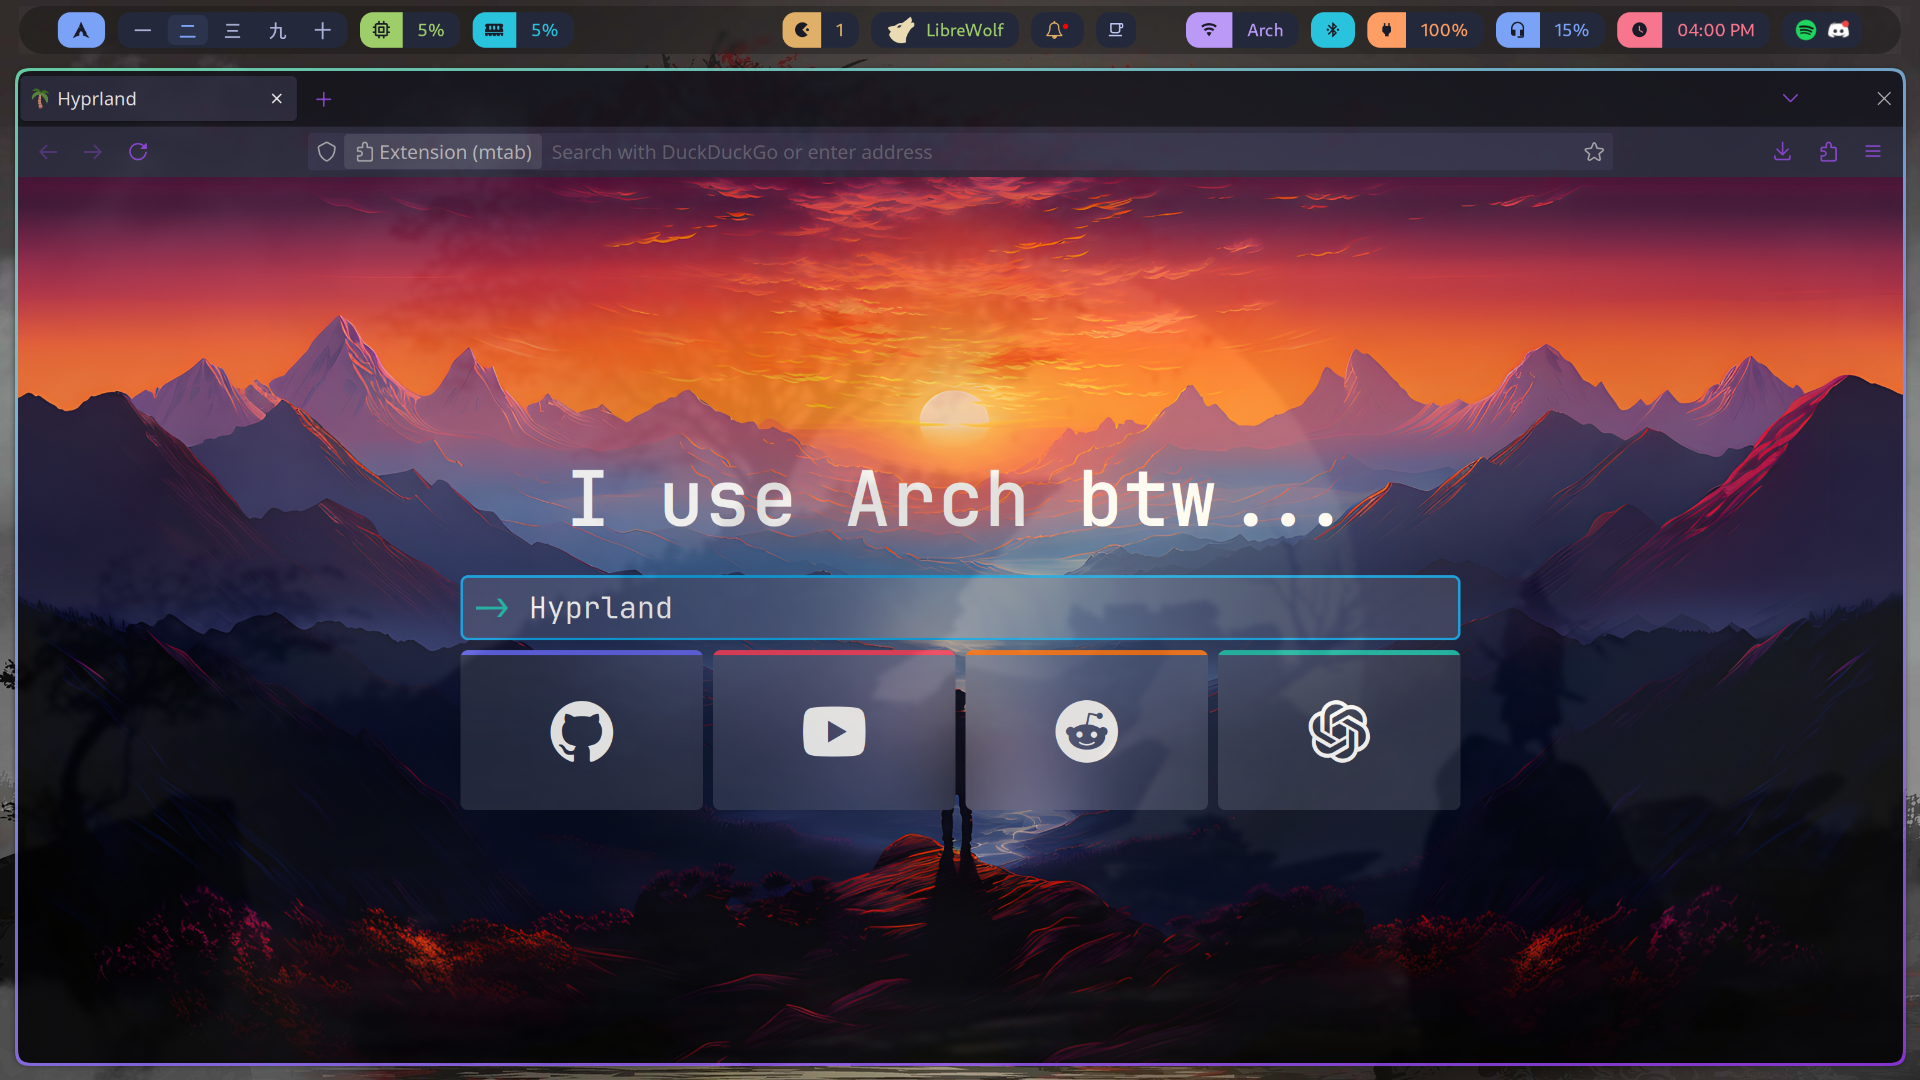 一 二 三 九 十 5% 5% 1 LibreWolf Arch 100% 15% 04:00 PM
Hyprland
Extension (mtab) Search with DuckDuckGo or enter address
I use Arch btw...
Hyprland